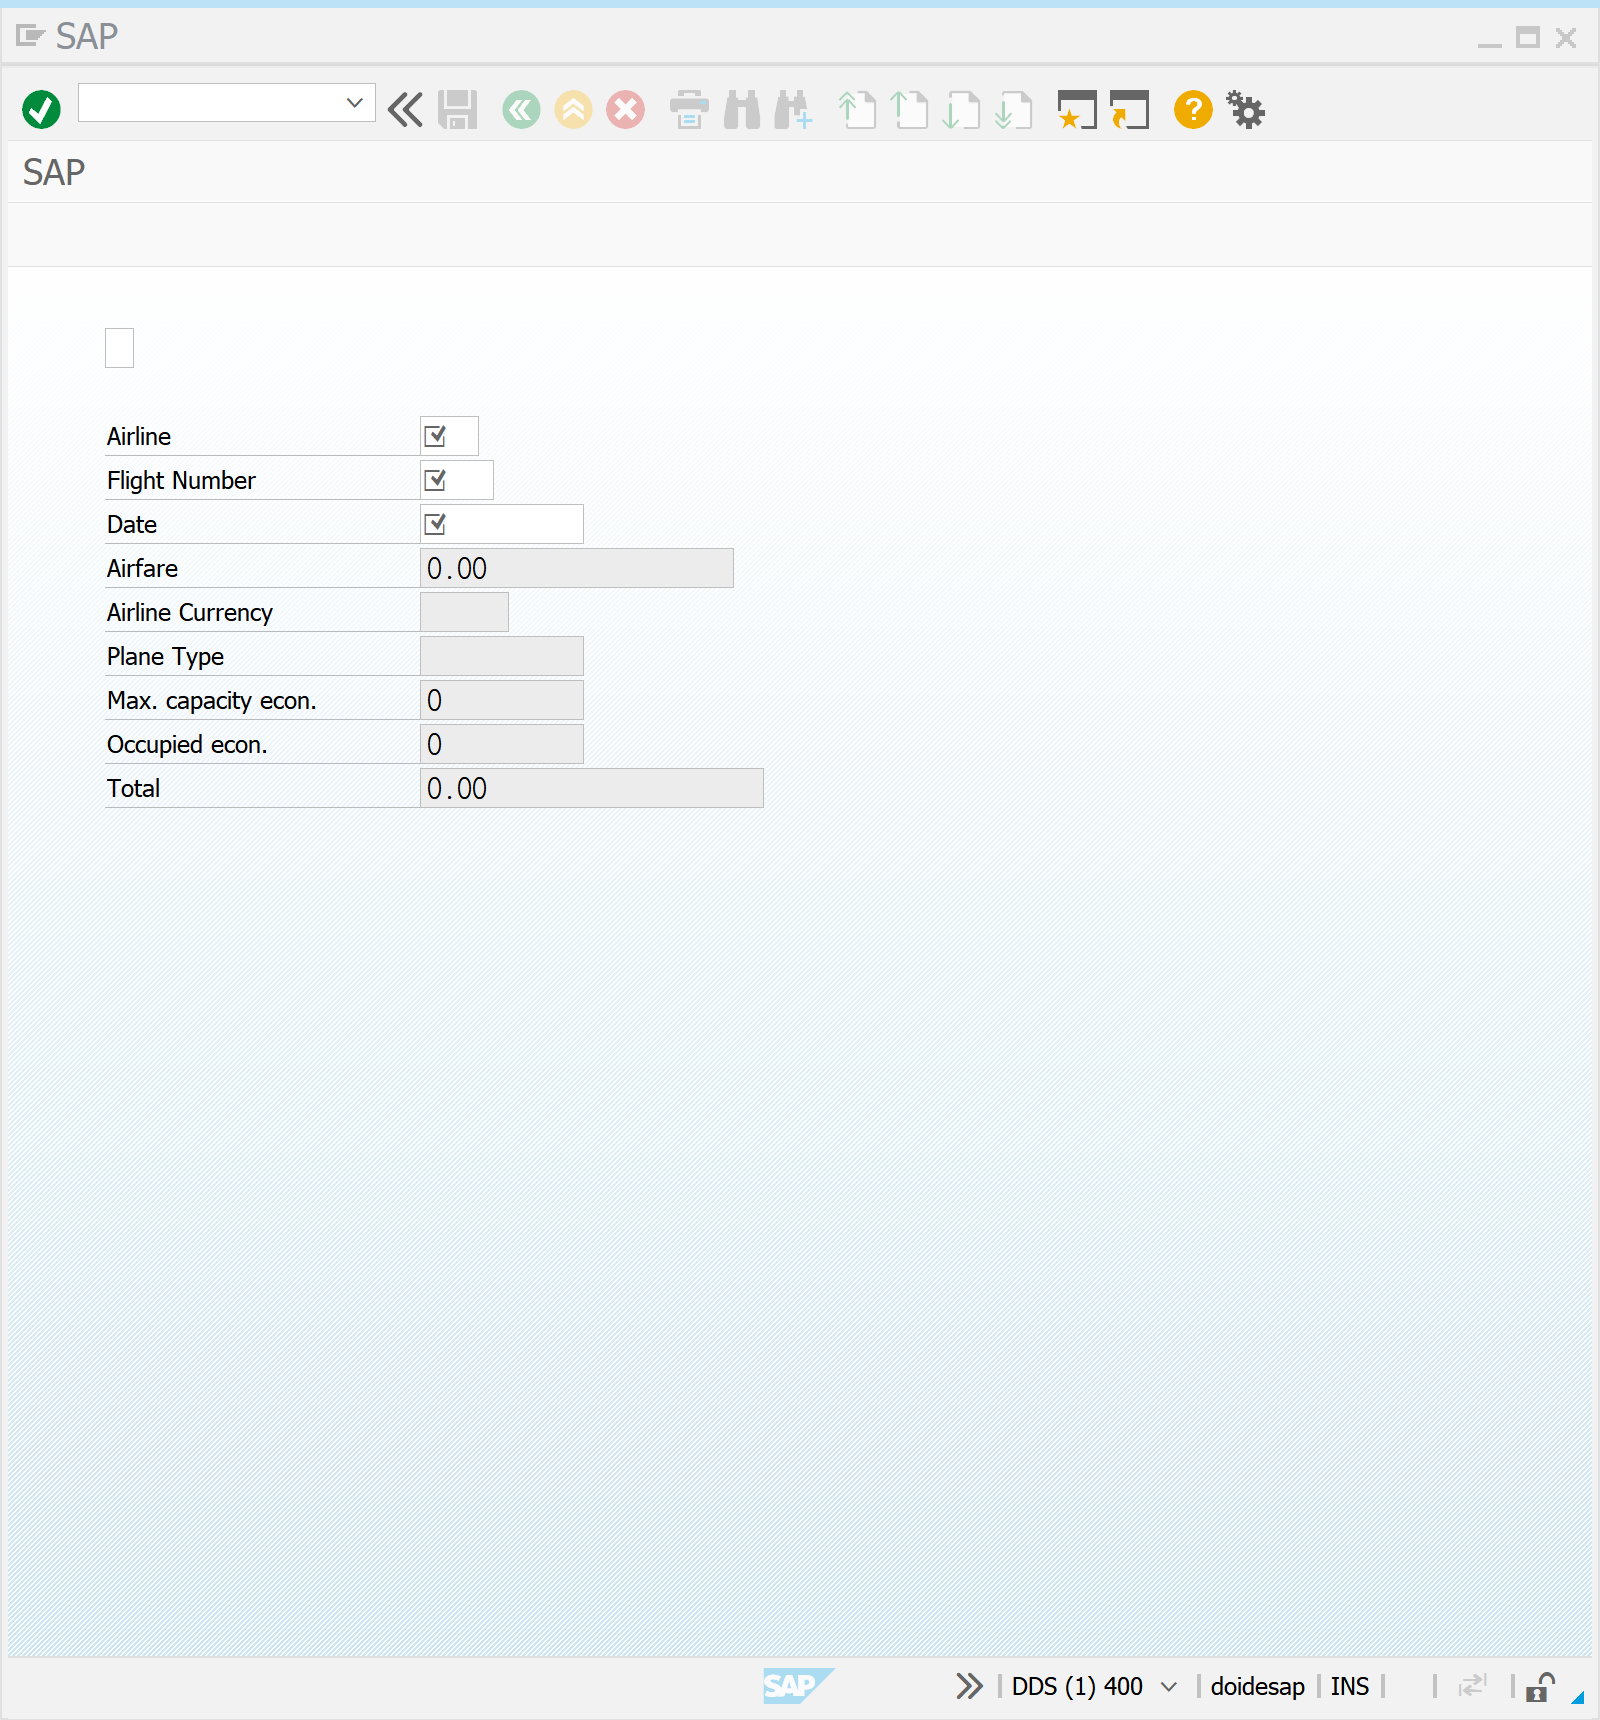 SAP
SAP
Airline
Flight Number
Date
Airfare 0.00
Airline Currency
Plane Type
Max. capacity econ. 0
Occupied econ. 0
Total 0.00
SAP DDS (1) 400 doidesap INS